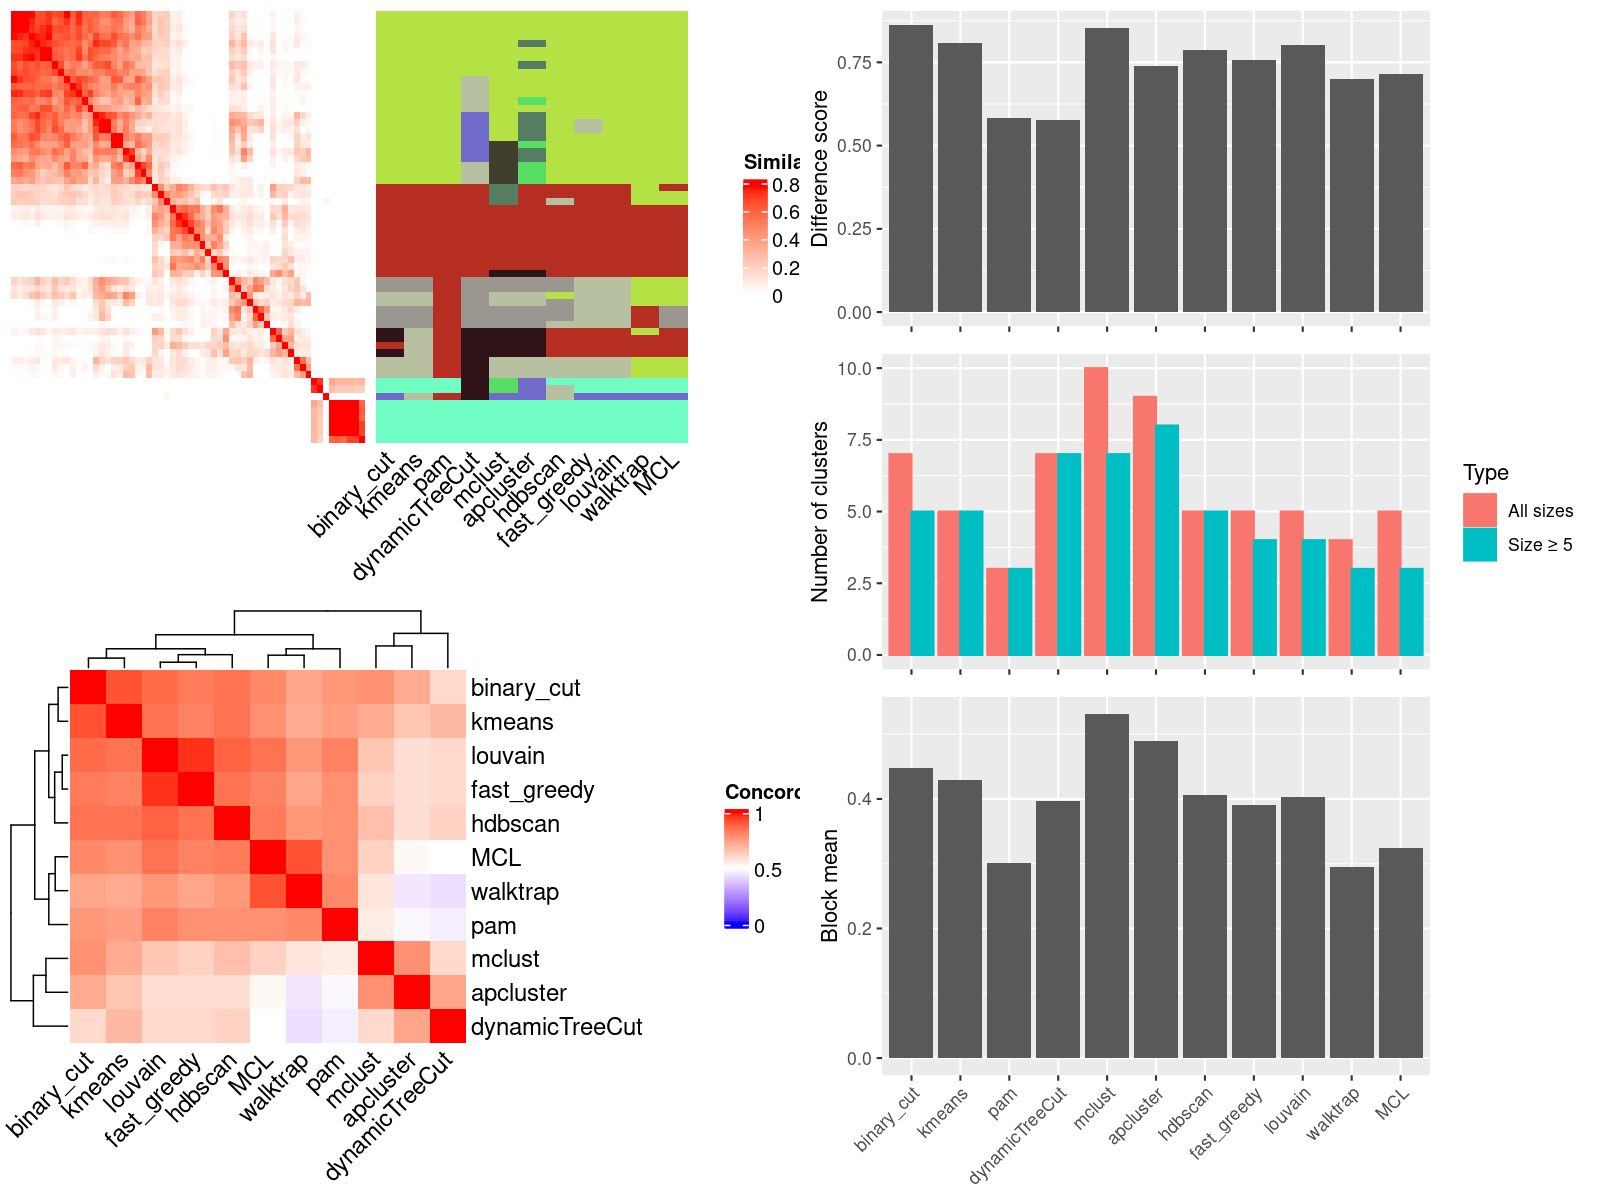 Simila
0.8
0.6
0.4
0.2
0
binary_cut
kmeans
pam
dynamicTreeCut
mclust
apcluster
hdbscan
fast_greedy
louvain
walktrap
MCL
binary_cut
kmeans
louvain
fast_greedy
hdbscan
MCL
walktrap
pam
mclust
apcluster
dynamicTreeCut
binary_cut
kmeans
louvain
fast_greedy
hdbscan
MCL
walktrap
pam
mclust
apcluster
dynamicTreeCut
Concord
1
0.5
0
Difference score
0.75
0.50
0.25
0.00
Number of clusters
10.0
7.5
5.0
2.5
0.0
Type
All sizes
Size ≥ 5
Block mean
0.4
0.2
0.0
binary_cut
kmeans
pam
dynamicTreeCut
mclust
apcluster
hdbscan
fast_greedy
louvain
walktrap
MCL